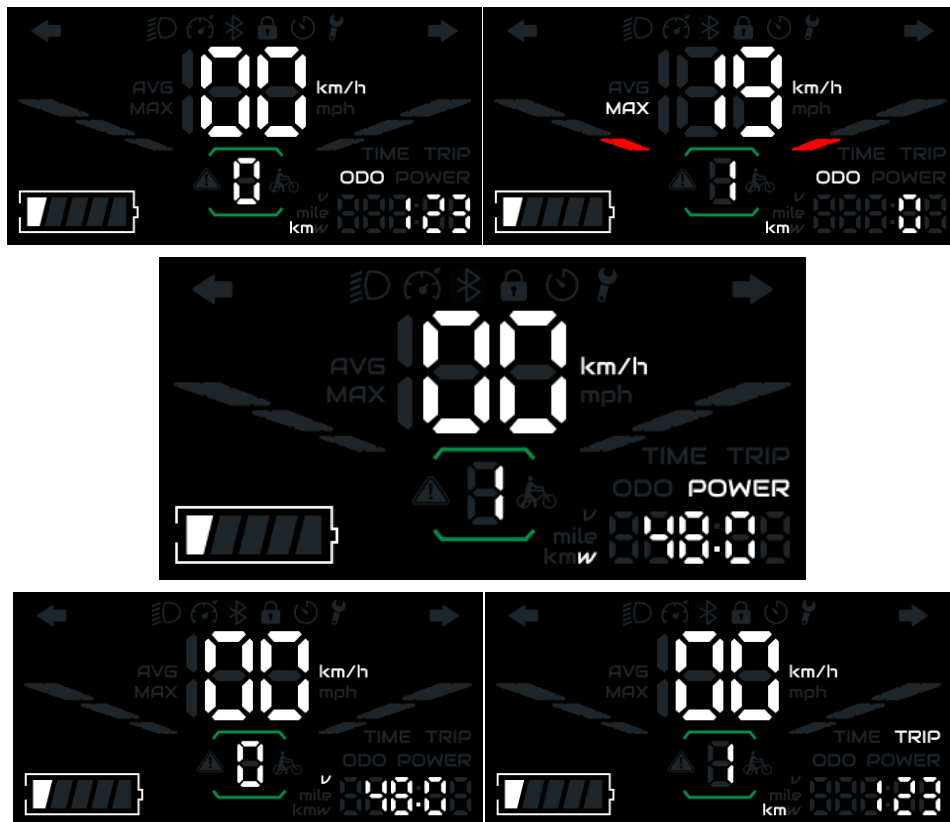 00
AVG km/h
MAX mph
TIME TRIP
0
ODO POWER
v
mile
kmw 123
19
AVG km/h
MAX mph
TIME TRIP
1
ODO POWER
v
mile
kmw 0
00
AVG km/h
MAX mph
TIME TRIP
1
ODO POWER
v
mile
kmw 48.0
00
AVG km/h
MAX mph
TIME TRIP
0
ODO POWER
v
mile
kmw 48.0
00
AVG km/h
MAX mph
TIME TRIP
1
ODO POWER
v
mile
kmw 123